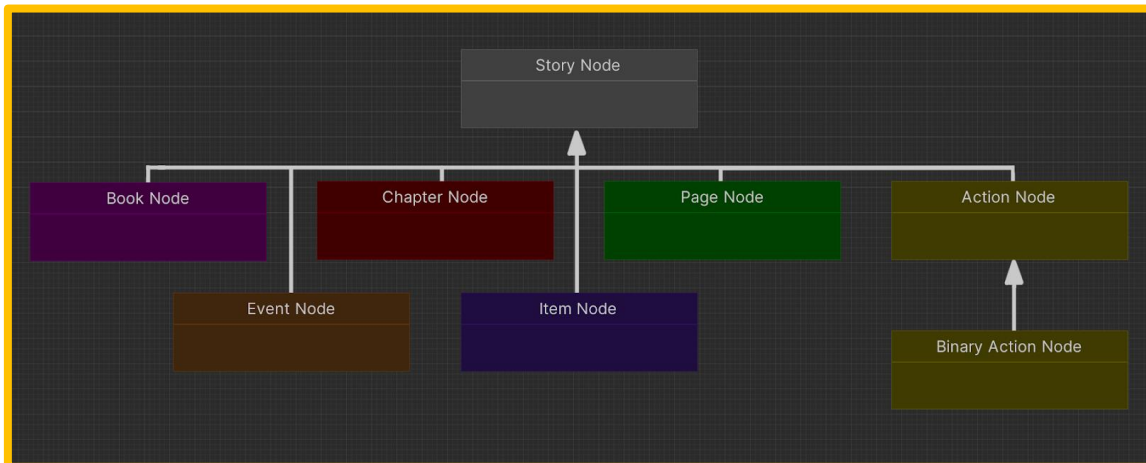 Story Node
Book Node
Chapter Node
Page Node
Action Node
Event Node
Item Node
Binary Action Node